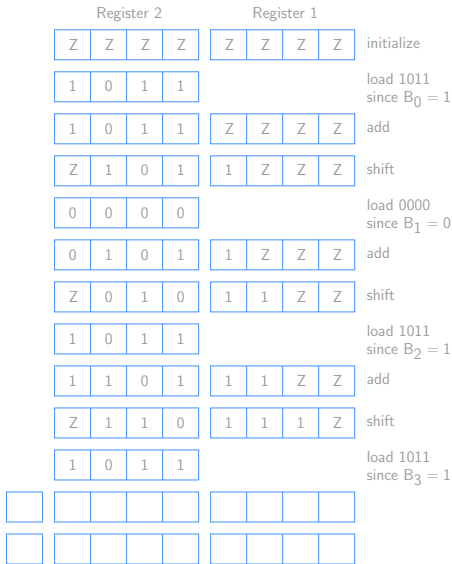 Register 2 Register 1
Z Z Z Z Z Z Z Z initialize
1 0 1 1 load 1011
since B0 = 1
1 0 1 1 Z Z Z Z add
Z 1 0 1 1 Z Z Z shift
0 0 0 0 load 0000
since B1 = 0
0 1 0 1 1 Z Z Z add
Z 0 1 0 1 1 Z Z shift
1 0 1 1 load 1011
since B2 = 1
1 1 0 1 1 1 Z Z add
Z 1 1 0 1 1 1 Z shift
1 0 1 1 load 1011
since B3 = 1